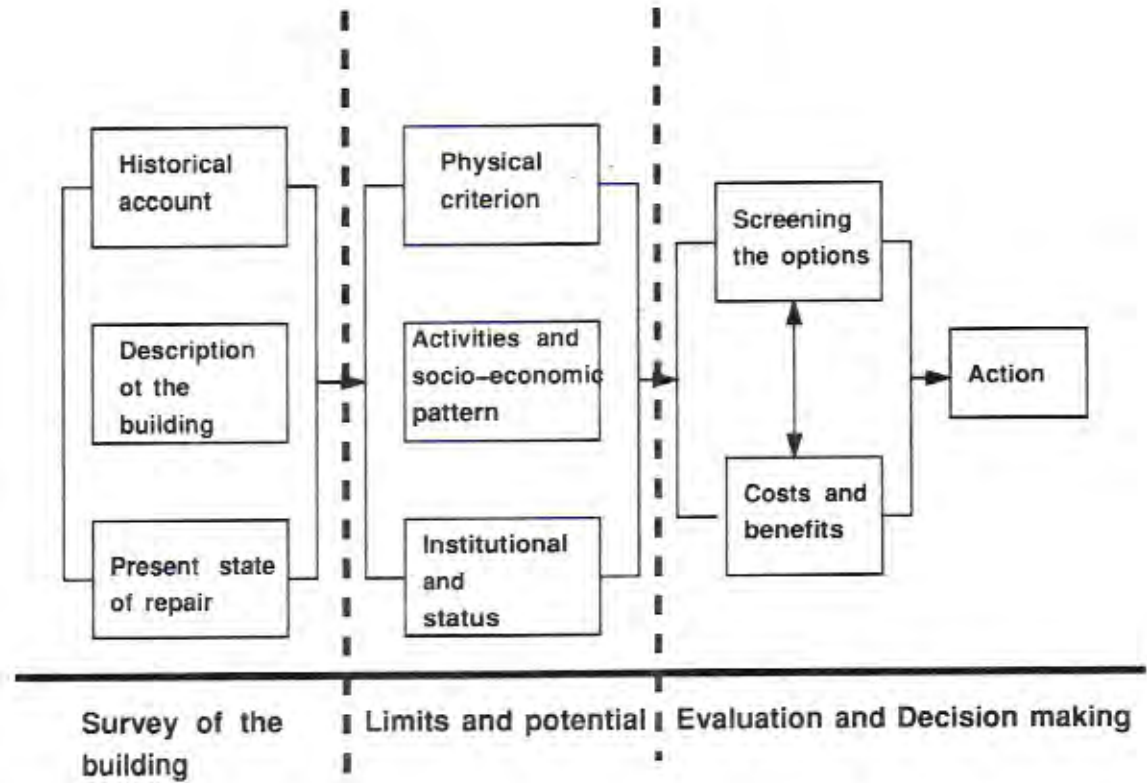 Historical
account
Description
ot the
building
Present state
of repair
Physical
criterion
Activities and
socio-economic
pattern
Institutional
and
status
Screening
the options
Costs and
benefits
Action
Survey of the
building
Limits and potential
Evaluation and Decision making